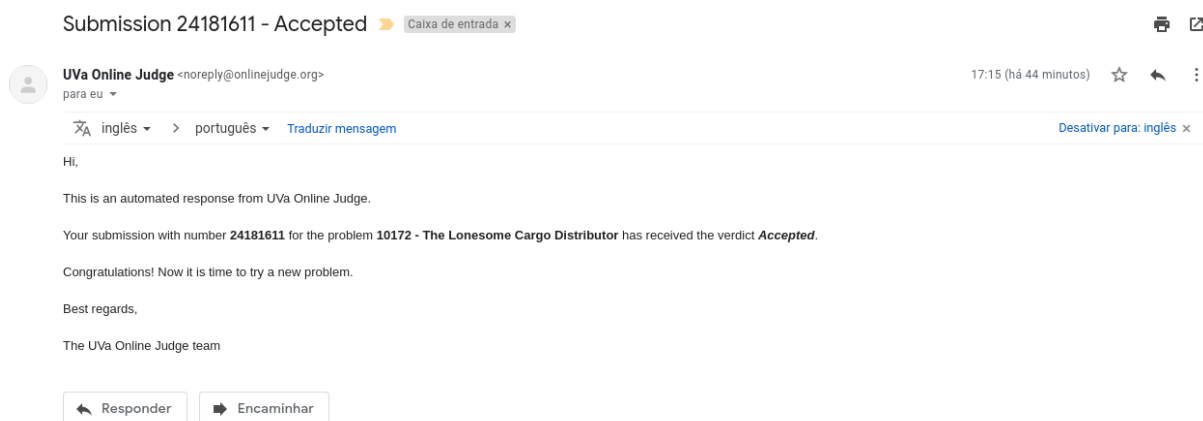 Submission 24181611 - Accepted Caixa de entrada ×
UVa Online Judge <noreply@onlinejudge.org> 17:15 (há 44 minutos)
para eu
inglês > português Traduzir mensagem Desativar para: inglês ×
Hi,
This is an automated response from UVa Online Judge.
Your submission with number 24181611 for the problem 10172 - The Lonesome Cargo Distributor has received the verdict Accepted.
Congratulations! Now it is time to try a new problem.
Best regards,
The UVa Online Judge team
Responder Encaminhar